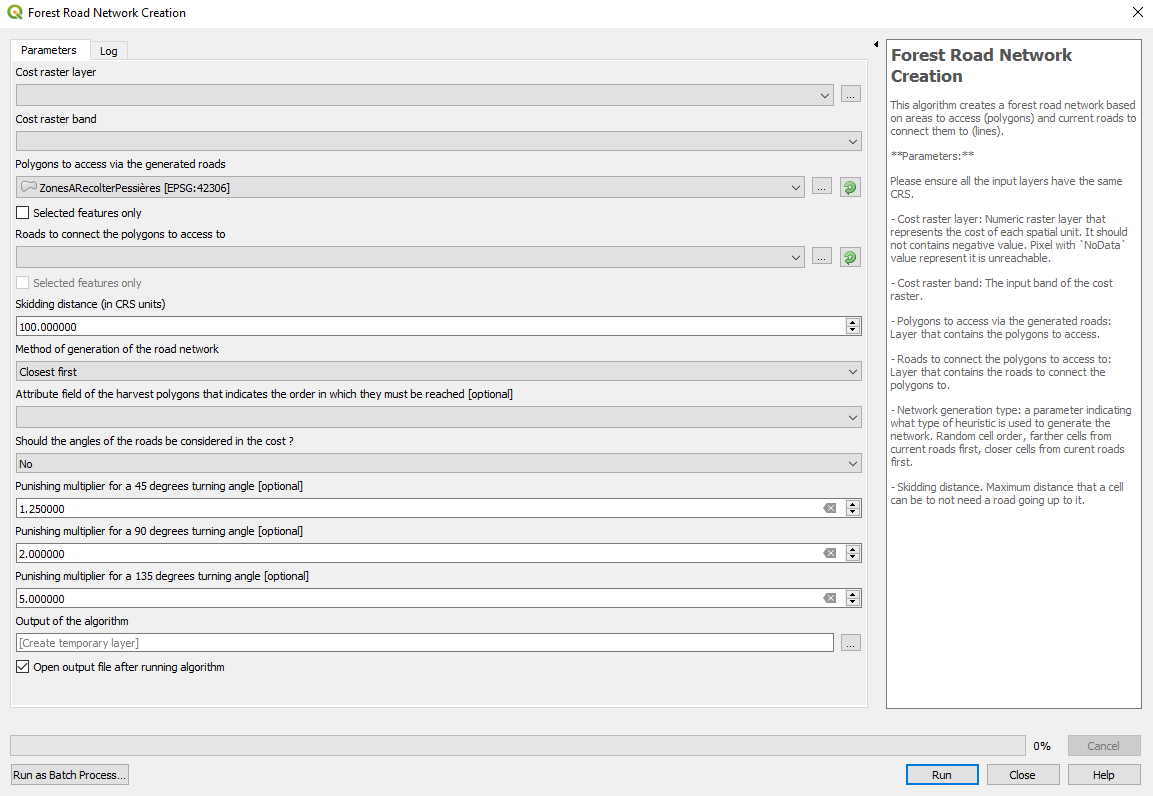 Forest Road Network Creation
Parameters
Log
Cost raster layer
...
Cost raster band
Polygons to access via the generated roads
ZonesARecolterPessières [EPSG:42306]
...
Selected features only
Roads to connect the polygons to access to
...
Selected features only
Skidding distance (in CRS units)
100.000000
Method of generation of the road network
Closest first
Attribute field of the harvest polygons that indicates the order in which they must be reached [optional]
Should the angles of the roads be considered in the cost ?
No
Punishing multiplier for a 45 degrees turning angle [optional]
1.250000
Punishing multiplier for a 90 degrees turning angle [optional]
2.000000
Punishing multiplier for a 135 degrees turning angle [optional]
5.000000
Output of the algorithm
[Create temporary layer]
...
Open output file after running algorithm
Forest Road Network
Creation
This algorithm creates a forest road network based
on areas to access (polygons) and current roads to
connect them to (lines).
**Parameters:**
Please ensure all the input layers have the same
CRS.
- Cost raster layer: Numeric raster layer that
represents the cost of each spatial unit. It should
not contains negative value. Pixel with `NoData`
value represent it is unreachable.
- Cost raster band: The input band of the cost
raster.
- Polygons to access via the generated roads:
Layer that contains the polygons to access.
- Roads to connect the polygons to access to:
Layer that contains the roads to connect the
polygons to.
- Network generation type: a parameter indicating
what type of heuristic is used to generate the
network. Random cell order, farther cells from
current roads first, closer cells from curent roads
first.
- Skidding distance. Maximum distance that a cell
can be to not need a road going up to it.
0%
Cancel
Run as Batch Process...
Run
Close
Help